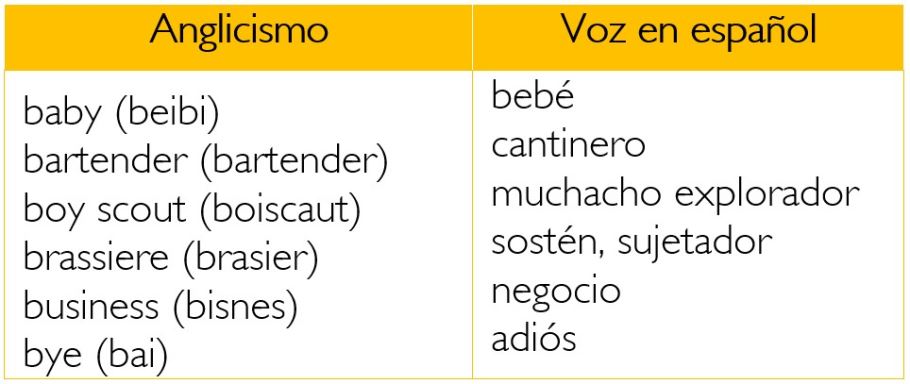 Anglicismo
Voz en español
baby (beibi)
bartender (bartender)
boy scout (boiscaut)
brassiere (brasier)
business (bisnes)
bye (bai)
bebé
cantinero
muchacho explorador
sostén, sujetador
negocio
adiós